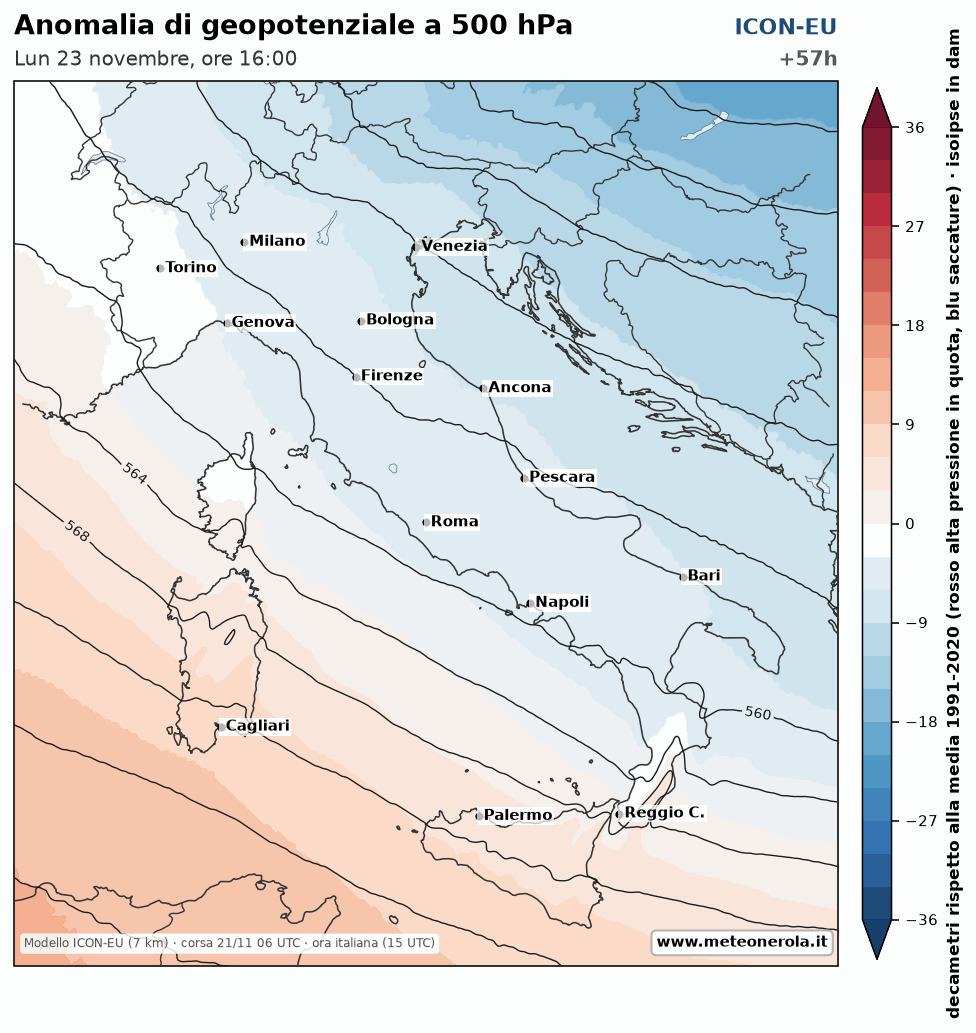 Anomalia di geopotenziale a 500 hPa
ICON-EU
Lun 23 novembre, ore 16:00
+57h
Milano
Venezia
Torino
Genova
Bologna
Firenze
Ancona
564
Pescara
568
Roma
Bari
Napoli
560
Cagliari
Palermo
Reggio C.
Modello ICON-EU (7 km) · corsa 21/11 06 UTC · ora italiana (15 UTC)
www.meteonerola.it
36
27
18
9
0
−9
−18
−27
−36
decametri rispetto alla media 1991-2020 (rosso alta pressione in quota, blu saccature) · isoipse in dam